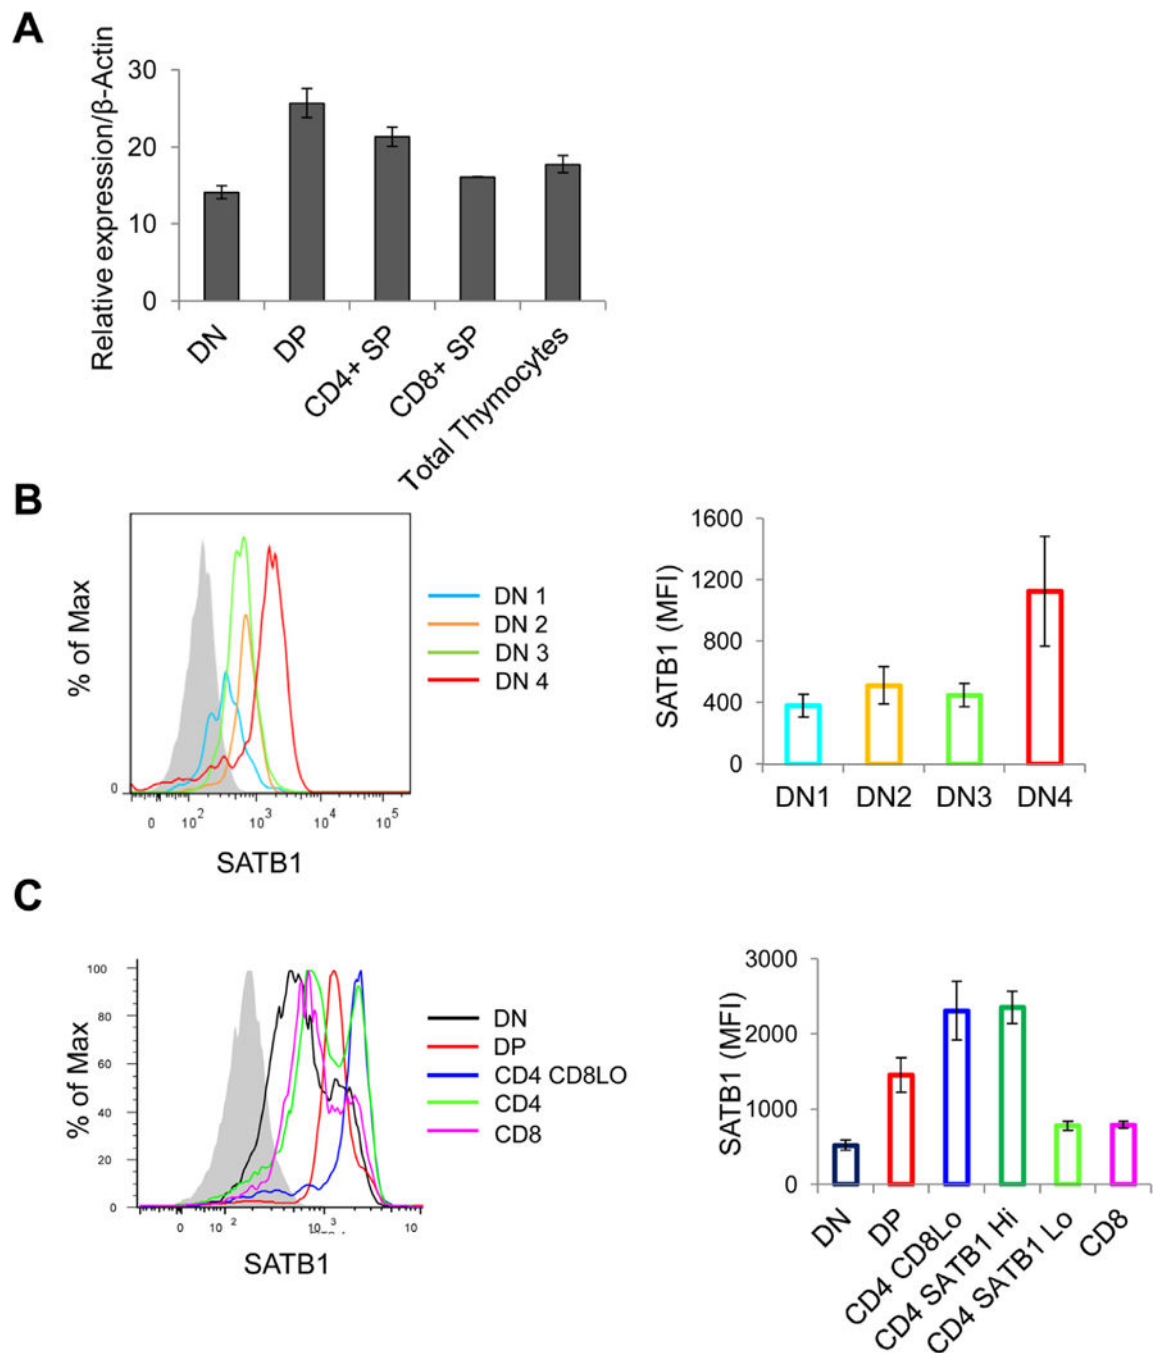 A
Relative expression/β-Actin
30
20
10
0
DN
DP
CD4+ SP
CD8+ SP
Total Thymocytes
B
% of Max
0
0 10² 10³ 10⁴ 10⁵
SATB1
DN 1
DN 2
DN 3
DN 4
SATB1 (MFI)
1600
1200
800
400
0
DN1 DN2 DN3 DN4
C
% of Max
100
80
60
40
20
0
0 10² 10³ 10
SATB1
DN
DP
CD4 CD8LO
CD4
CD8
SATB1 (MFI)
3000
2000
1000
0
DN
DP
CD4 CD8Lo
CD4 SATB1 Hi
CD4 SATB1 Lo
CD8